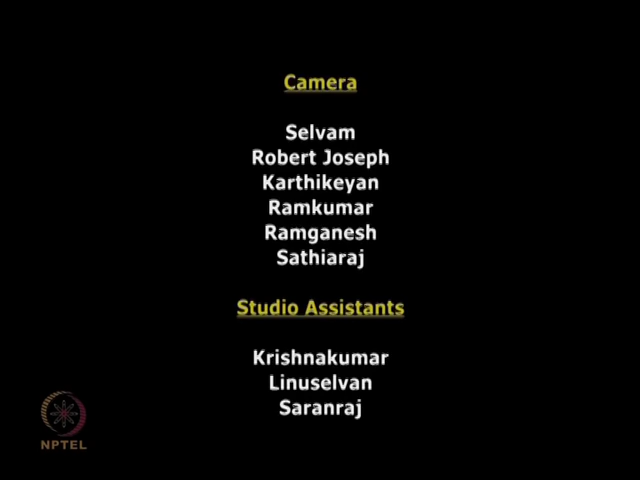 Camera
Selvam
Robert Joseph
Karthikeyan
Ramkumar
Ramganesh
Sathiaraj
Studio Assistants
Krishnakumar
Linuselvan
Saranraj
NPTEL